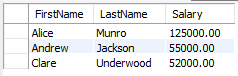 FirstName LastName Salary
Alice Munro 125000.00
Andrew Jackson 55000.00
Clare Underwood 52000.00